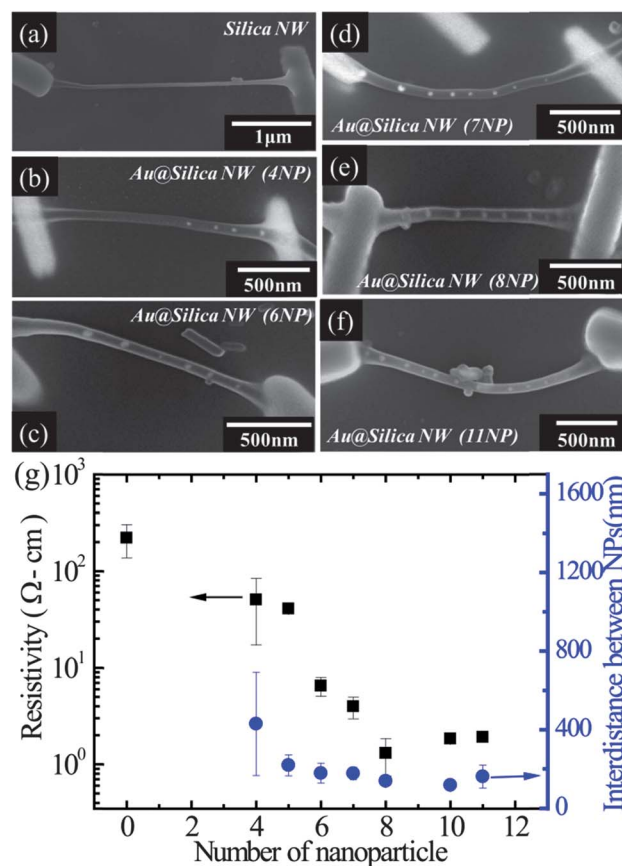 (a)
Silica NW
1μm
(b)
Au@Silica NW (4NP)
500nm
Au@Silica NW (6NP)
(c)
500nm
(d)
Au@Silica NW (7NP)
500nm
(e)
Au@Silica NW (8NP)
500nm
(f)
Au@Silica NW (11NP)
500nm
(g)
Resistivity ( Ω- cm)
10³
10²
10¹
10⁰
0 2 4 6 8 10 12
Number of nanoparticle
1600
1200
800
400
0
Interdistance between NPs(nm)